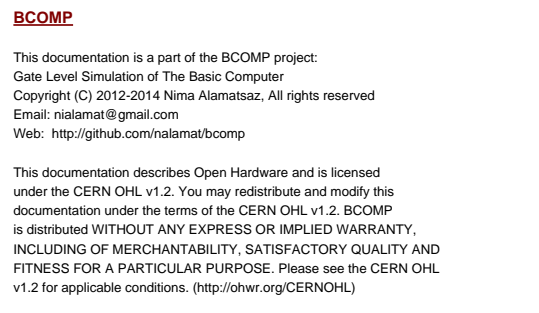 BCOMP
This documentation is a part of the BCOMP project:
Gate Level Simulation of The Basic Computer
Copyright (C) 2012-2014 Nima Alamatsaz, All rights reserved
Email: nialamat@gmail.com
Web:  http://github.com/nalamat/bcomp
This documentation describes Open Hardware and is licensed
under the CERN OHL v1.2. You may redistribute and modify this
documentation under the terms of the CERN OHL v1.2. BCOMP
is distributed WITHOUT ANY EXPRESS OR IMPLIED WARRANTY,
INCLUDING OF MERCHANTABILITY, SATISFACTORY QUALITY AND
FITNESS FOR A PARTICULAR PURPOSE. Please see the CERN OHL
v1.2 for applicable conditions. (http://ohwr.org/CERNOHL)